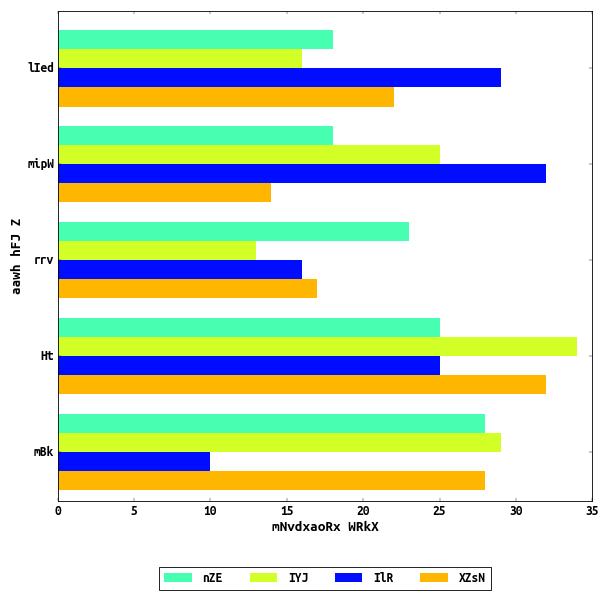 lIed
mipW
rrv
Ht
mBk
aawh hFJ Z
0 5 10 15 20 25 30 35
mNvdxaoRx WRkX
nZE IYJ IlR XZsN